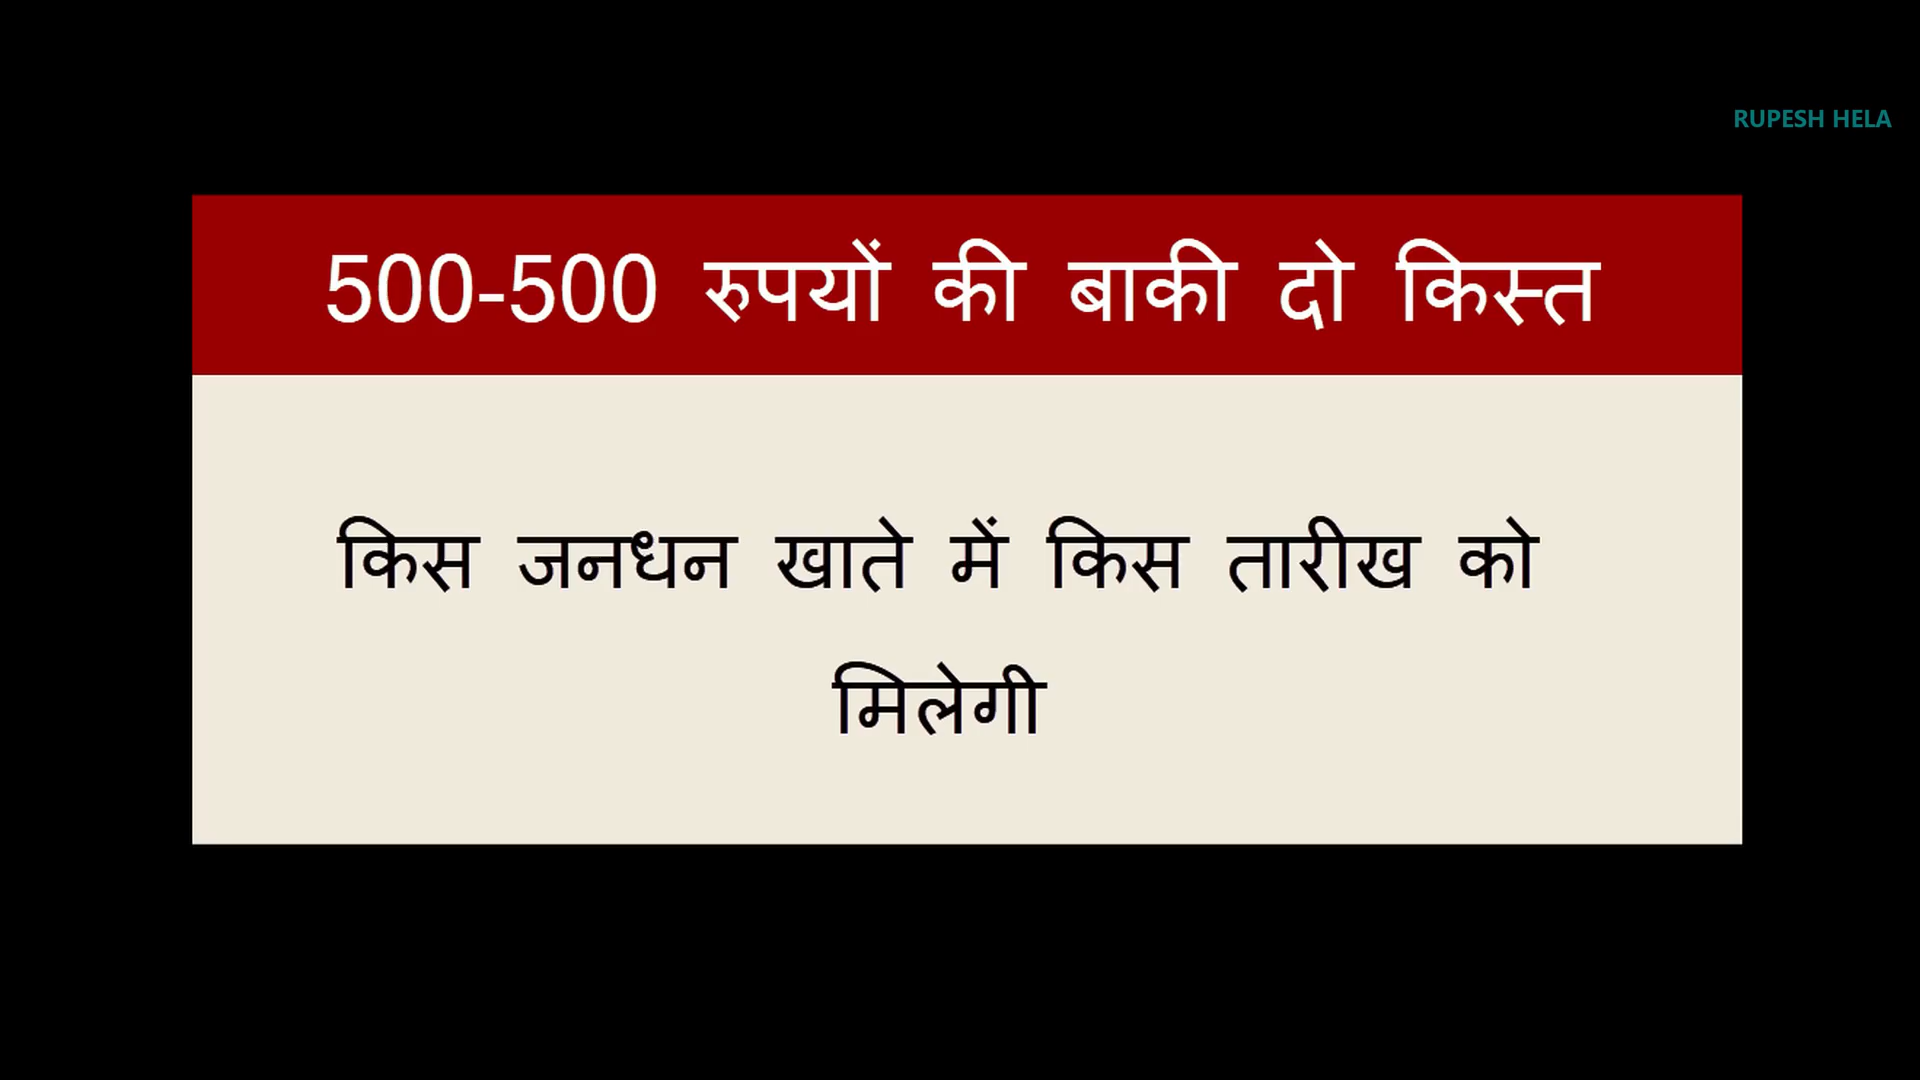 RUPESH HELA
500-500 रुपयों की बाकी दो किस्त
किस जनधन खाते में किस तारीख को
मिलेगी